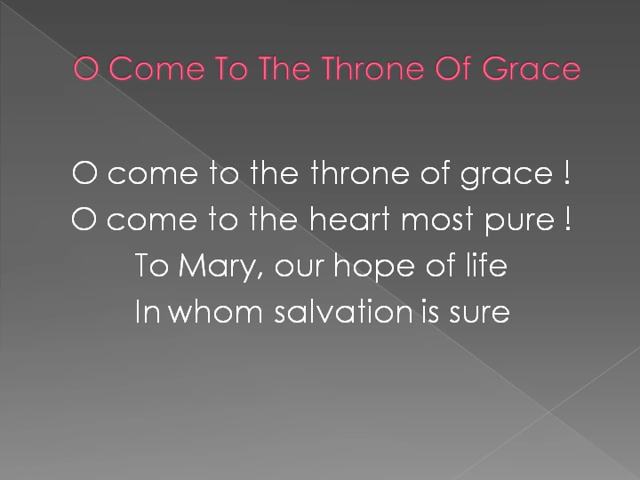 O Come To The Throne Of Grace
O come to the throne of grace !
O come to the heart most pure !
To Mary, our hope of life
In whom salvation is sure